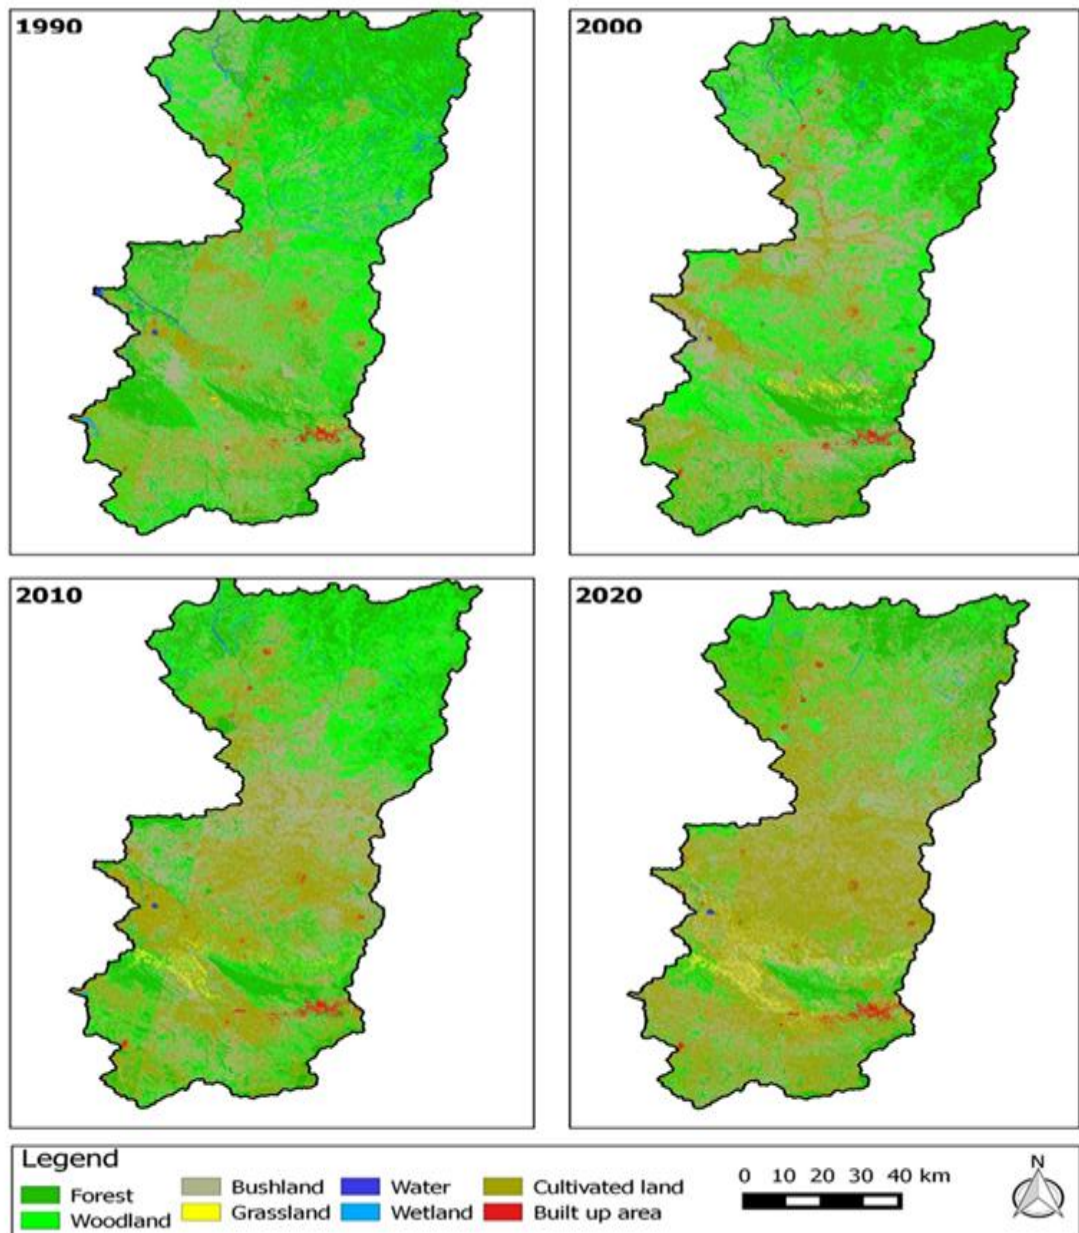 1990
2000
2010
2020
Legend
Forest
Woodland
Bushland
Grassland
Water
Wetland
Cultivated land
Built up area
0 10 20 30 40 km
N